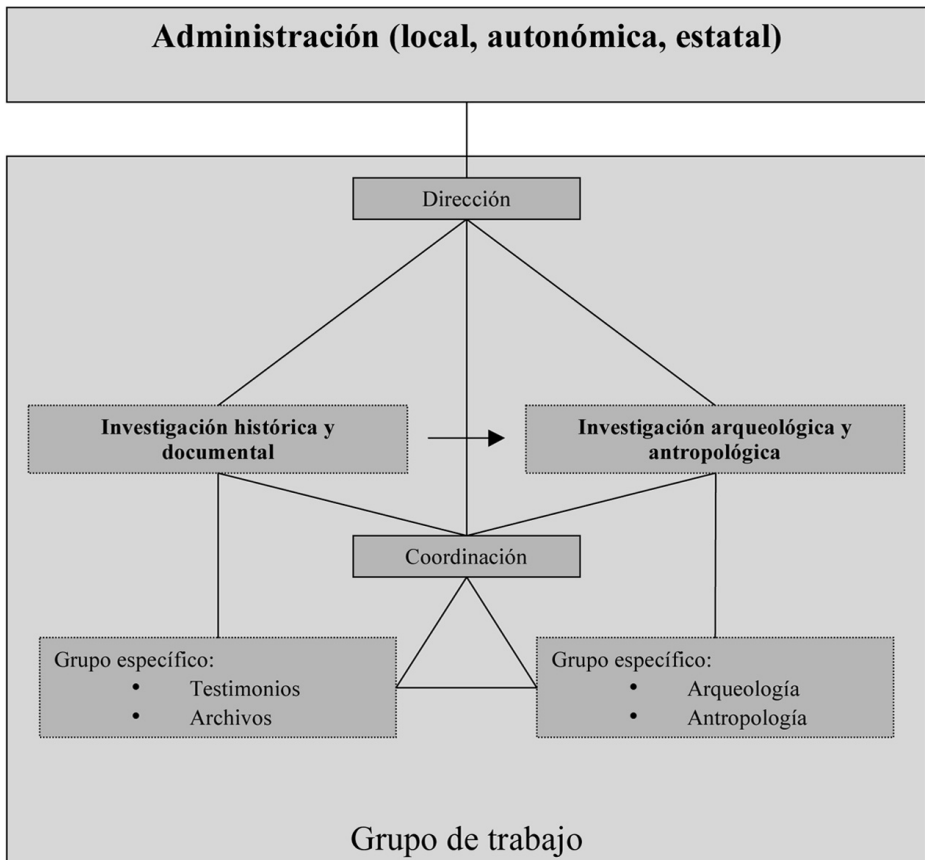 Administración (local, autonómica, estatal)
Dirección
Investigación histórica y
documental
Investigación arqueológica y
antropológica
Coordinación
Grupo específico:
• Testimonios
• Archivos
Grupo específico:
• Arqueología
• Antropología
Grupo de trabajo